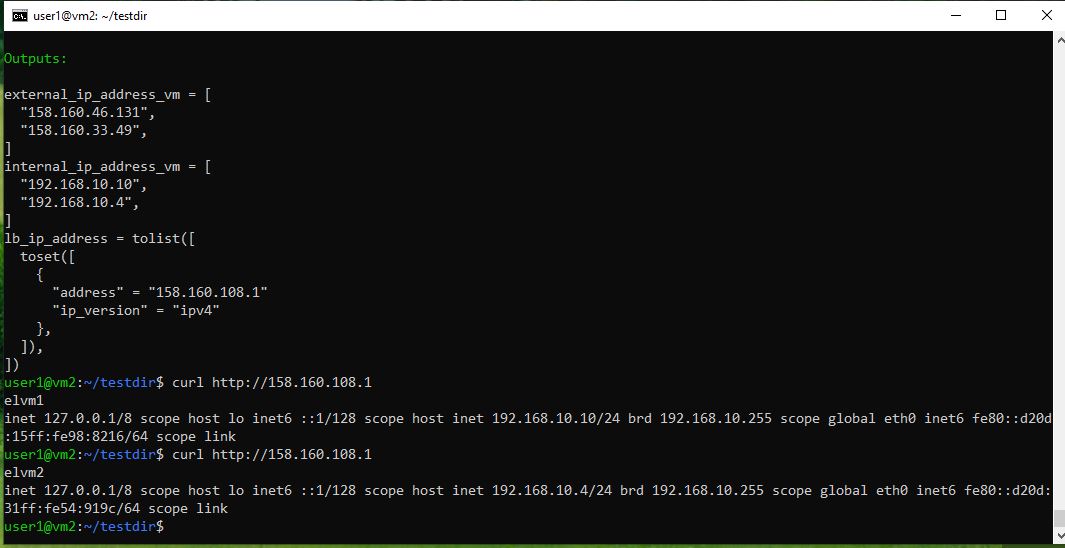 user1@vm2: ~/testdir
Outputs:
external_ip_address_vm = [
  "158.160.46.131",
  "158.160.33.49",
]
internal_ip_address_vm = [
  "192.168.10.10",
  "192.168.10.4",
]
lb_ip_address = tolist([
  toset([
    {
      "address" = "158.160.108.1"
      "ip_version" = "ipv4"
    },
  ]),
])
user1@vm2:~/testdir$ curl http://158.160.108.1
elvm1
inet 127.0.0.1/8 scope host lo inet6 ::1/128 scope host inet 192.168.10.10/24 brd 192.168.10.255 scope global eth0 inet6 fe80::d20d
:15ff:fe98:8216/64 scope link
user1@vm2:~/testdir$ curl http://158.160.108.1
elvm2
inet 127.0.0.1/8 scope host lo inet6 ::1/128 scope host inet 192.168.10.4/24 brd 192.168.10.255 scope global eth0 inet6 fe80::d20d:
31ff:fe54:919c/64 scope link
user1@vm2:~/testdir$